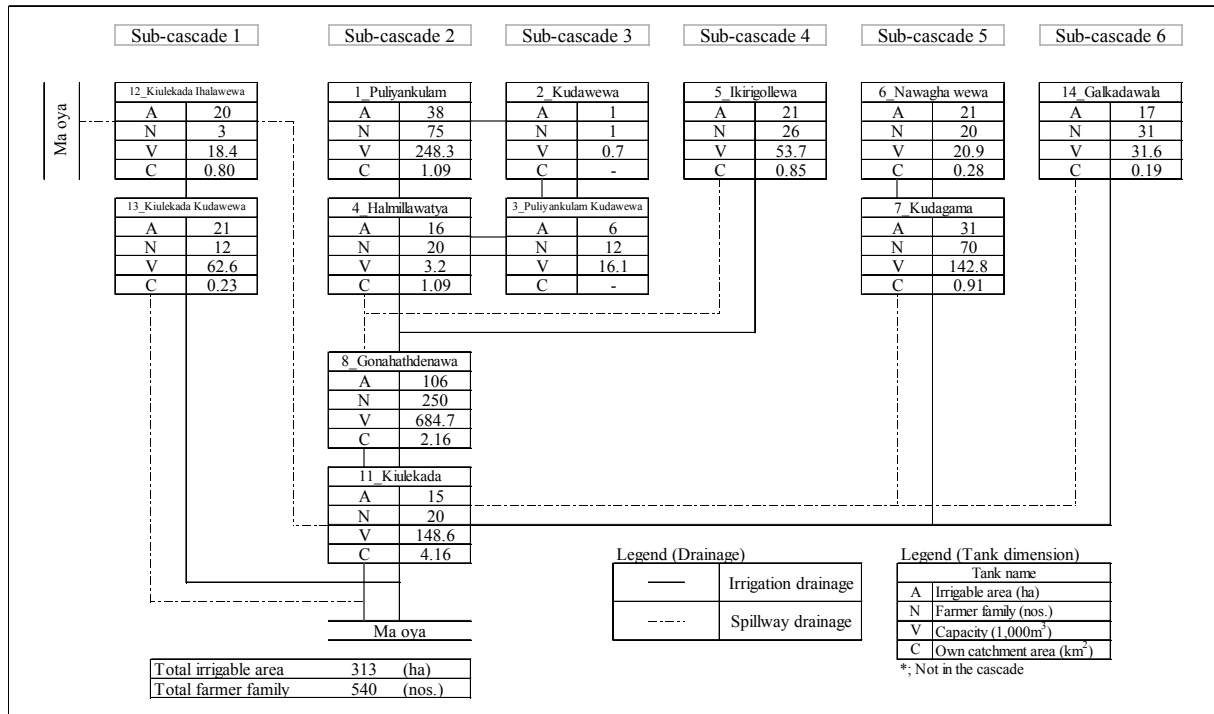 Sub-cascade 1 Sub-cascade 2 Sub-cascade 3 Sub-cascade 4 Sub-cascade 5 Sub-cascade 6
Ma oya
12_Kiulekada Ihalawewa 1_Puliyankulam 2_Kudawewa 5_Ikirigollewa 6_Nawagha wewa 14_Galkadawala
A 20 A 38 A 1 A 21 A 21 A 17
N 3 N 75 N 1 N 26 N 20 N 31
V 18.4 V 248.3 V 0.7 V 53.7 V 20.9 V 31.6
C 0.80 C 1.09 C - C 0.85 C 0.28 C 0.19
13_Kiulekada Kudawewa 4_Halmillawatya 3_Puliyankulam Kudawewa 7_Kudagama
A 21 A 16 A 6 A 31
N 12 N 20 N 12 N 70
V 62.6 V 3.2 V 16.1 V 142.8
C 0.23 C 1.09 C - C 0.91
8_Gonahathdenawa
A 106
N 250
V 684.7
C 2.16
11_Kiulekada
A 15
N 20
V 148.6
C 4.16
Ma oya
Legend (Drainage)
Irrigation drainage
Spillway drainage
Legend (Tank dimension)
Tank name
A Irrigable area (ha)
N Farmer family (nos.)
V Capacity (1,000m³)
C Own catchment area (km²)
*; Not in the cascade
Total irrigable area 313 (ha)
Total farmer family 540 (nos.)